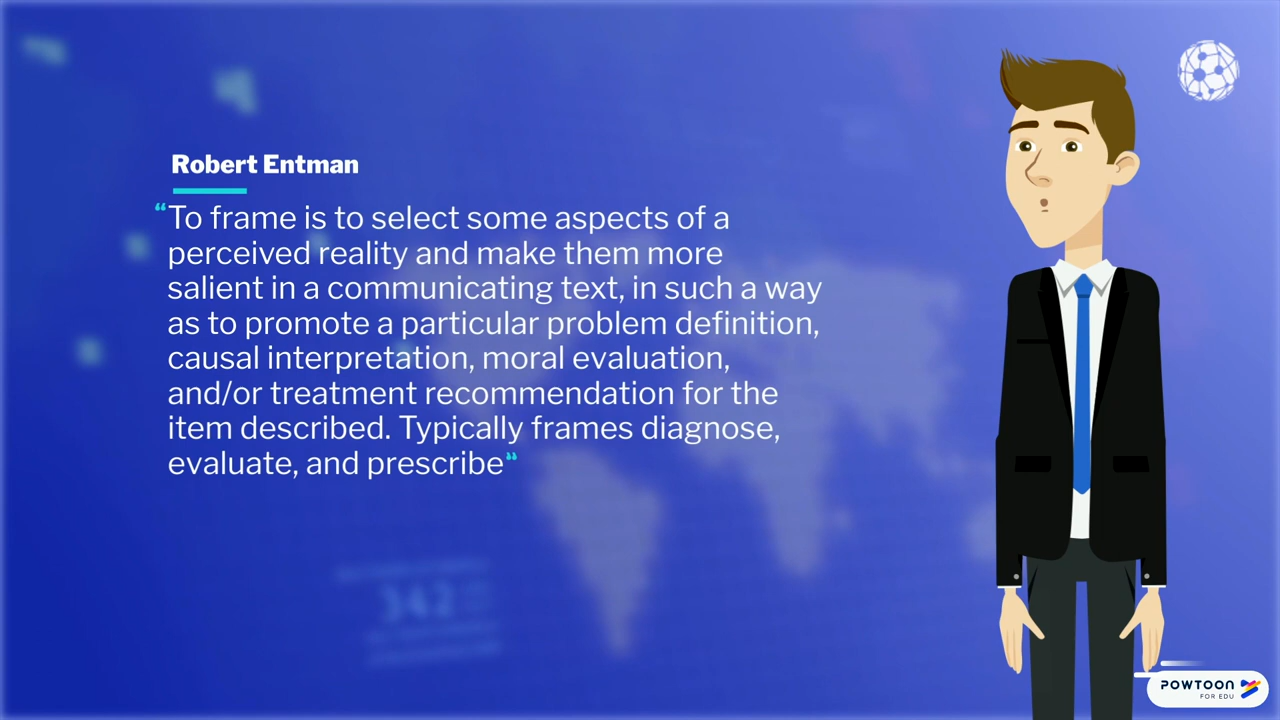 Robert Entman
“To frame is to select some aspects of a
perceived reality and make them more
salient in a communicating text, in such a way
as to promote a particular problem definition,
causal interpretation, moral evaluation,
and/or treatment recommendation for the
item described. Typically frames diagnose,
evaluate, and prescribe”
342
POWTOON
FOR EDU